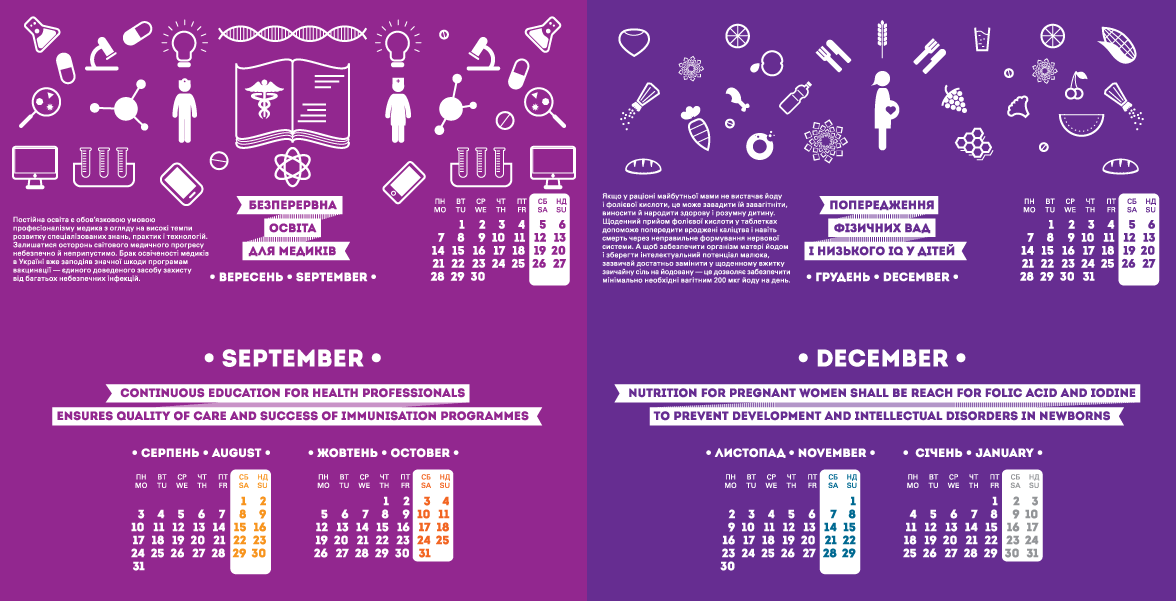 Постійна освіта є обов'язковою умовою
професіоналізму медика з огляду на високі темпи
розвитку спеціалізованих знань, практик і технологій.
Залишатися осторонь світового медичного прогресу
небезпечно й неприпустимо. Брак освіченості медиків
в Україні вже заподіяв значної шкоди програмам
вакцинації — єдиного доведеного засобу захисту
від багатьох небезпечних інфекцій.
БЕЗПЕРЕРВНА
ОСВІТА
ДЛЯ МЕДИКІВ
• ВЕРЕСЕНЬ • SEPTEMBER •
ПН ВТ СР ЧТ ПТ СБ НД
MO TU WE TH FR SA SU
1 2 3 4 5 6
7 8 9 10 11 12 13
14 15 16 17 18 19 20
21 22 23 24 25 26 27
28 29 30
• SEPTEMBER •
CONTINUOUS EDUCATION FOR HEALTH PROFESSIONALS
ENSURES QUALITY OF CARE AND SUCCESS OF IMMUNISATION PROGRAMMES
• СЕРПЕНЬ • AUGUST •
ПН ВТ СР ЧТ ПТ СБ НД
MO TU WE TH FR SA SU
1 2
3 4 5 6 7 8 9
10 11 12 13 14 15 16
17 18 19 20 21 22 23
24 25 26 27 28 29 30
31
• ЖОВТЕНЬ • OCTOBER •
ПН ВТ СР ЧТ ПТ СБ НД
MO TU WE TH FR SA SU
1 2 3 4
5 6 7 8 9 10 11
12 13 14 15 16 17 18
19 20 21 22 23 24 25
26 27 28 29 30 31
Якщо у раціоні майбутньої мами не вистачає йоду
і фолієвої кислоти, це може завадити їй завагітніти,
виносити й народити здорову і розумну дитину.
Щоденний прийом фолієвої кислоти у таблетках
допоможе попередити вроджені каліцтва і навіть
смерть через неправильне формування нервової
системи. А щоб забезпечити організм матері йодом
і зберегти інтелектуальний потенціал малюка,
зазвичай достатньо замінити у щоденному вжитку
звичайну сіль на йодовану — це дозволяє забезпечити
мінімально необхідні вагітним 200 мкг йоду на день.
ПОПЕРЕДЖЕННЯ
ФІЗИЧНИХ ВАД
І НИЗЬКОГО IQ У ДІТЕЙ
• ГРУДЕНЬ • DECEMBER •
ПН ВТ СР ЧТ ПТ СБ НД
MO TU WE TH FR SA SU
1 2 3 4 5 6
7 8 9 10 11 12 13
14 15 16 17 18 19 20
21 22 23 24 25 26 27
28 29 30 31
• DECEMBER •
NUTRITION FOR PREGNANT WOMEN SHALL BE REACH FOR FOLIC ACID AND IODINE
TO PREVENT DEVELOPMENT AND INTELLECTUAL DISORDERS IN NEWBORNS
• ЛИСТОПАД • NOVEMBER •
ПН ВТ СР ЧТ ПТ СБ НД
MO TU WE TH FR SA SU
1
2 3 4 5 6 7 8
9 10 11 12 13 14 15
16 17 18 19 20 21 22
23 24 25 26 27 28 29
30
• СІЧЕНЬ • JANUARY •
ПН ВТ СР ЧТ ПТ СБ НД
MO TU WE TH FR SA SU
1 2 3
4 5 6 7 8 9 10
11 12 13 14 15 16 17
18 19 20 21 22 23 24
25 26 27 28 29 30 31